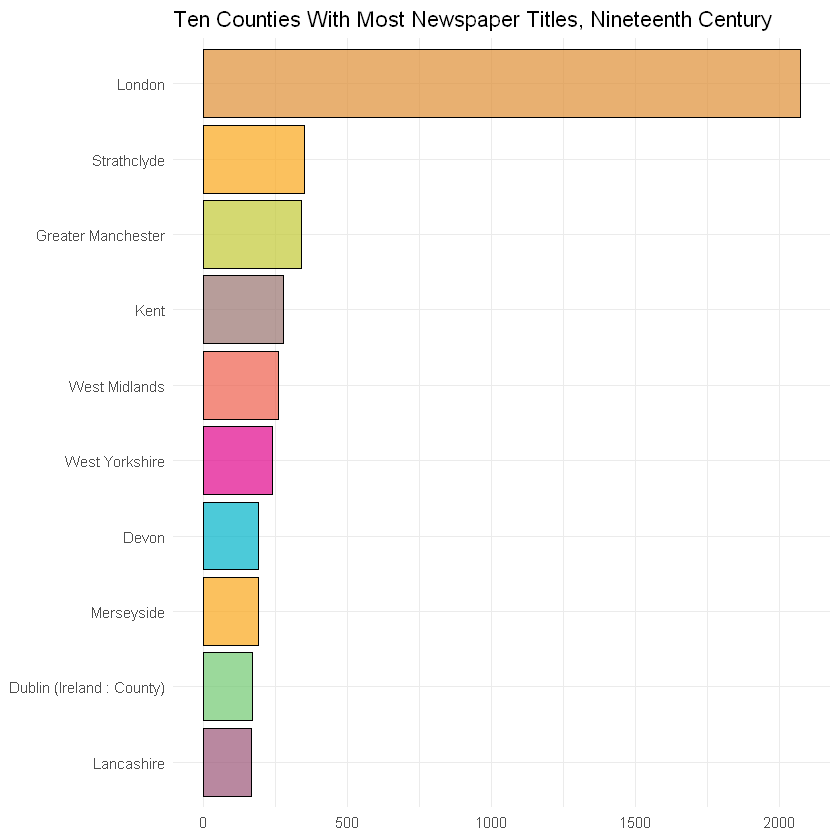 Ten Counties With Most Newspaper Titles, Nineteenth Century
London
Strathclyde
Greater Manchester
Kent
West Midlands
West Yorkshire
Devon
Merseyside
Dublin (Ireland : County)
Lancashire
0 500 1000 1500 2000